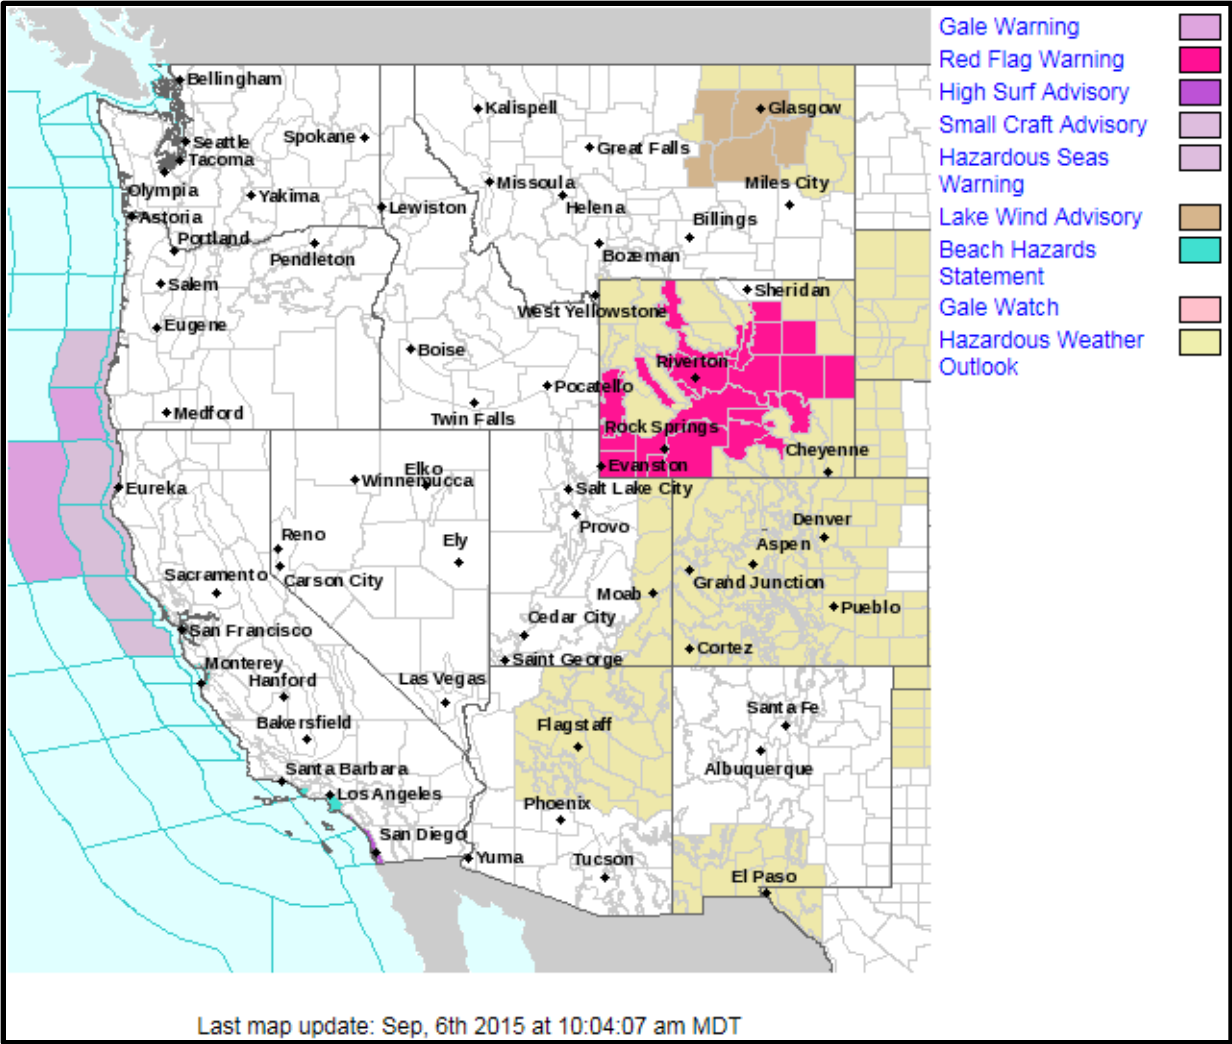 Gale Warning
Red Flag Warning
High Surf Advisory
Small Craft Advisory
Hazardous Seas
Warning
Lake Wind Advisory
Beach Hazards
Statement
Gale Watch
Hazardous Weather
Outlook
Bellingham
Kalispell
Glasgow
Seattle
Spokane
Great Falls
Tacoma
Olympia
Yakima
Missoula
Miles City
Astoria
Lewiston
Helena
Billings
Portland
Pendleton
Bozeman
Salem
Sheridan
West Yellowstone
Eugene
Boise
Riverton
Pocatello
Medford
Twin Falls
Rock Springs
Cheyenne
Evanston
Elko
Winnemucca
Eureka
Salt Lake City
Provo
Denver
Reno
Ely
Aspen
Sacramento
Carson City
Grand Junction
Moab
Pueblo
Cedar City
San Francisco
Cortez
Saint George
Monterey
Hanford
Las Vegas
Santa Fe
Bakersfield
Flagstaff
Santa Barbara
Albuquerque
Los Angeles
Phoenix
San Diego
Yuma
Tucson
El Paso
Last map update: Sep, 6th 2015 at 10:04:07 am MDT